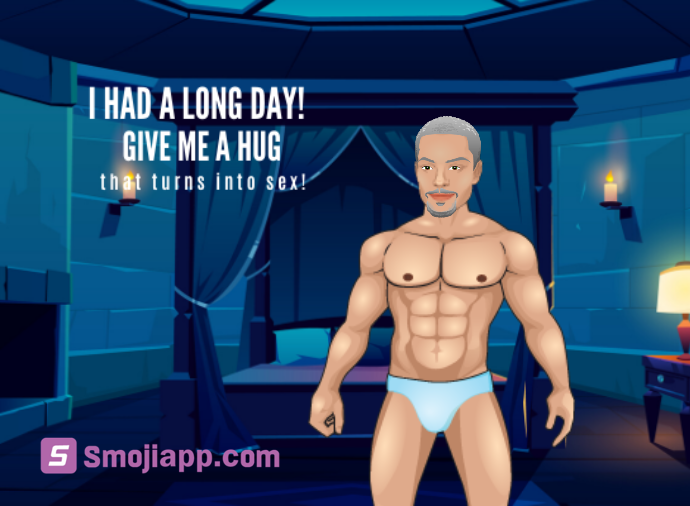 I HAD A LONG DAY!
GIVE ME A HUG
that turns into sex!
S Smojiapp.com